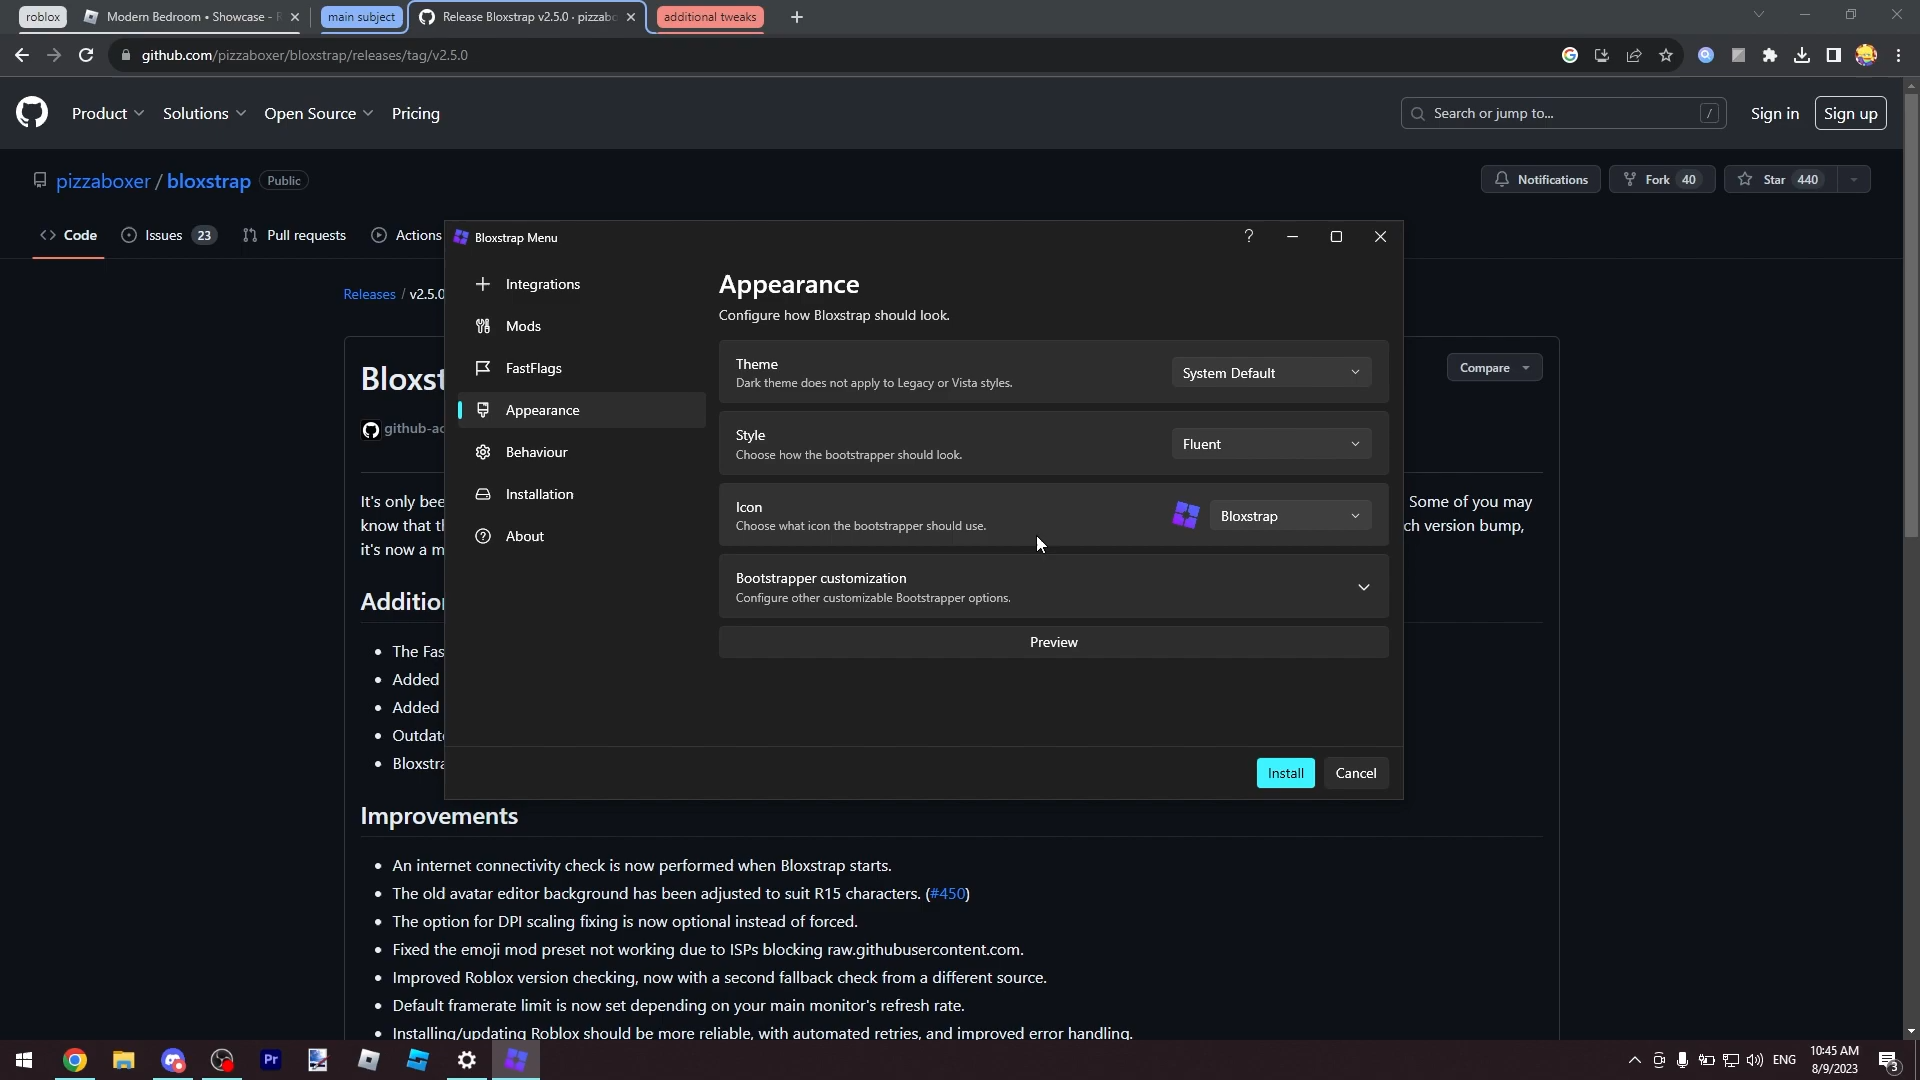 roblox
Modern Bedroom • Showcase - R
main subject
Release Bloxstrap v2.5.0 · pizzabo
additional tweaks
github.com/pizzaboxer/bloxstrap/releases/tag/v2.5.0
Product
Solutions
Open Source
Pricing
Search or jump to...
/
Sign in
Sign up
pizzaboxer / bloxstrap
Public
Notifications
Fork 40
Star 440
Code
Issues 23
Pull requests
Actions
Bloxstrap Menu
?
Releases / v2.5.0
Bloxst
github-ac
Compare
It's only bee
Some of you may
know that t
ch version bump,
it's now a m
Additio
The Fas
Added
Added
Outdat
Bloxstra
Integrations
Mods
FastFlags
Appearance
Behaviour
Installation
About
Appearance
Configure how Bloxstrap should look.
Theme
Dark theme does not apply to Legacy or Vista styles.
System Default
Style
Choose how the bootstrapper should look.
Fluent
Icon
Choose what icon the bootstrapper should use.
Bloxstrap
Bootstrapper customization
Configure other customizable Bootstrapper options.
Preview
Install
Cancel
Improvements
An internet connectivity check is now performed when Bloxstrap starts.
The old avatar editor background has been adjusted to suit R15 characters. (#450)
The option for DPI scaling fixing is now optional instead of forced.
Fixed the emoji mod preset not working due to ISPs blocking raw.githubusercontent.com.
Improved Roblox version checking, now with a second fallback check from a different source.
Default framerate limit is now set depending on your main monitor's refresh rate.
Installing/updating Roblox should be more reliable, with automated retries, and improved error handling.
Pr
ENG
10:45 AM
8/9/2023
3